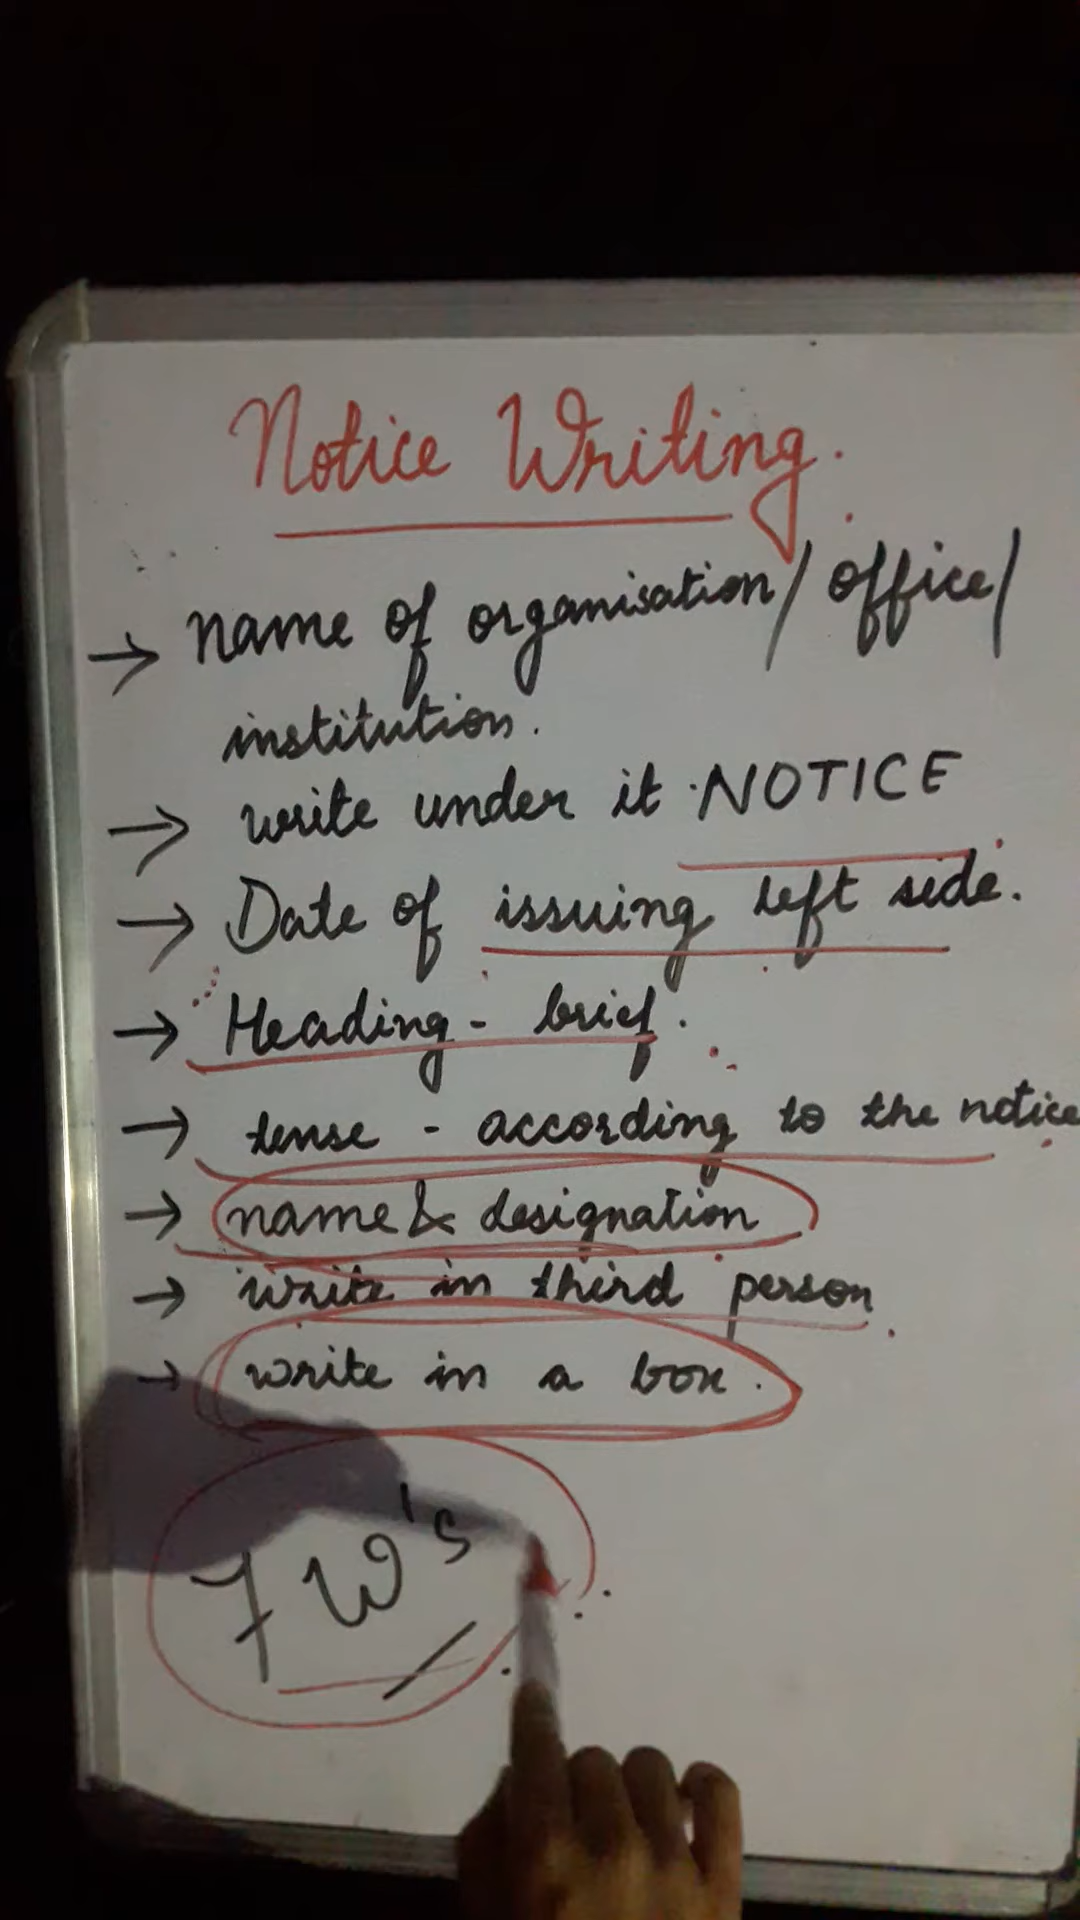 Notice Writing.
→ name of organisation/ office/
institution.
→ write under it NOTICE
→ Date of issuing left side.
→ Heading - brief.
→ tense - according to the notice
→ name & designation
→ write in third person
→ write in a box.
7 W's